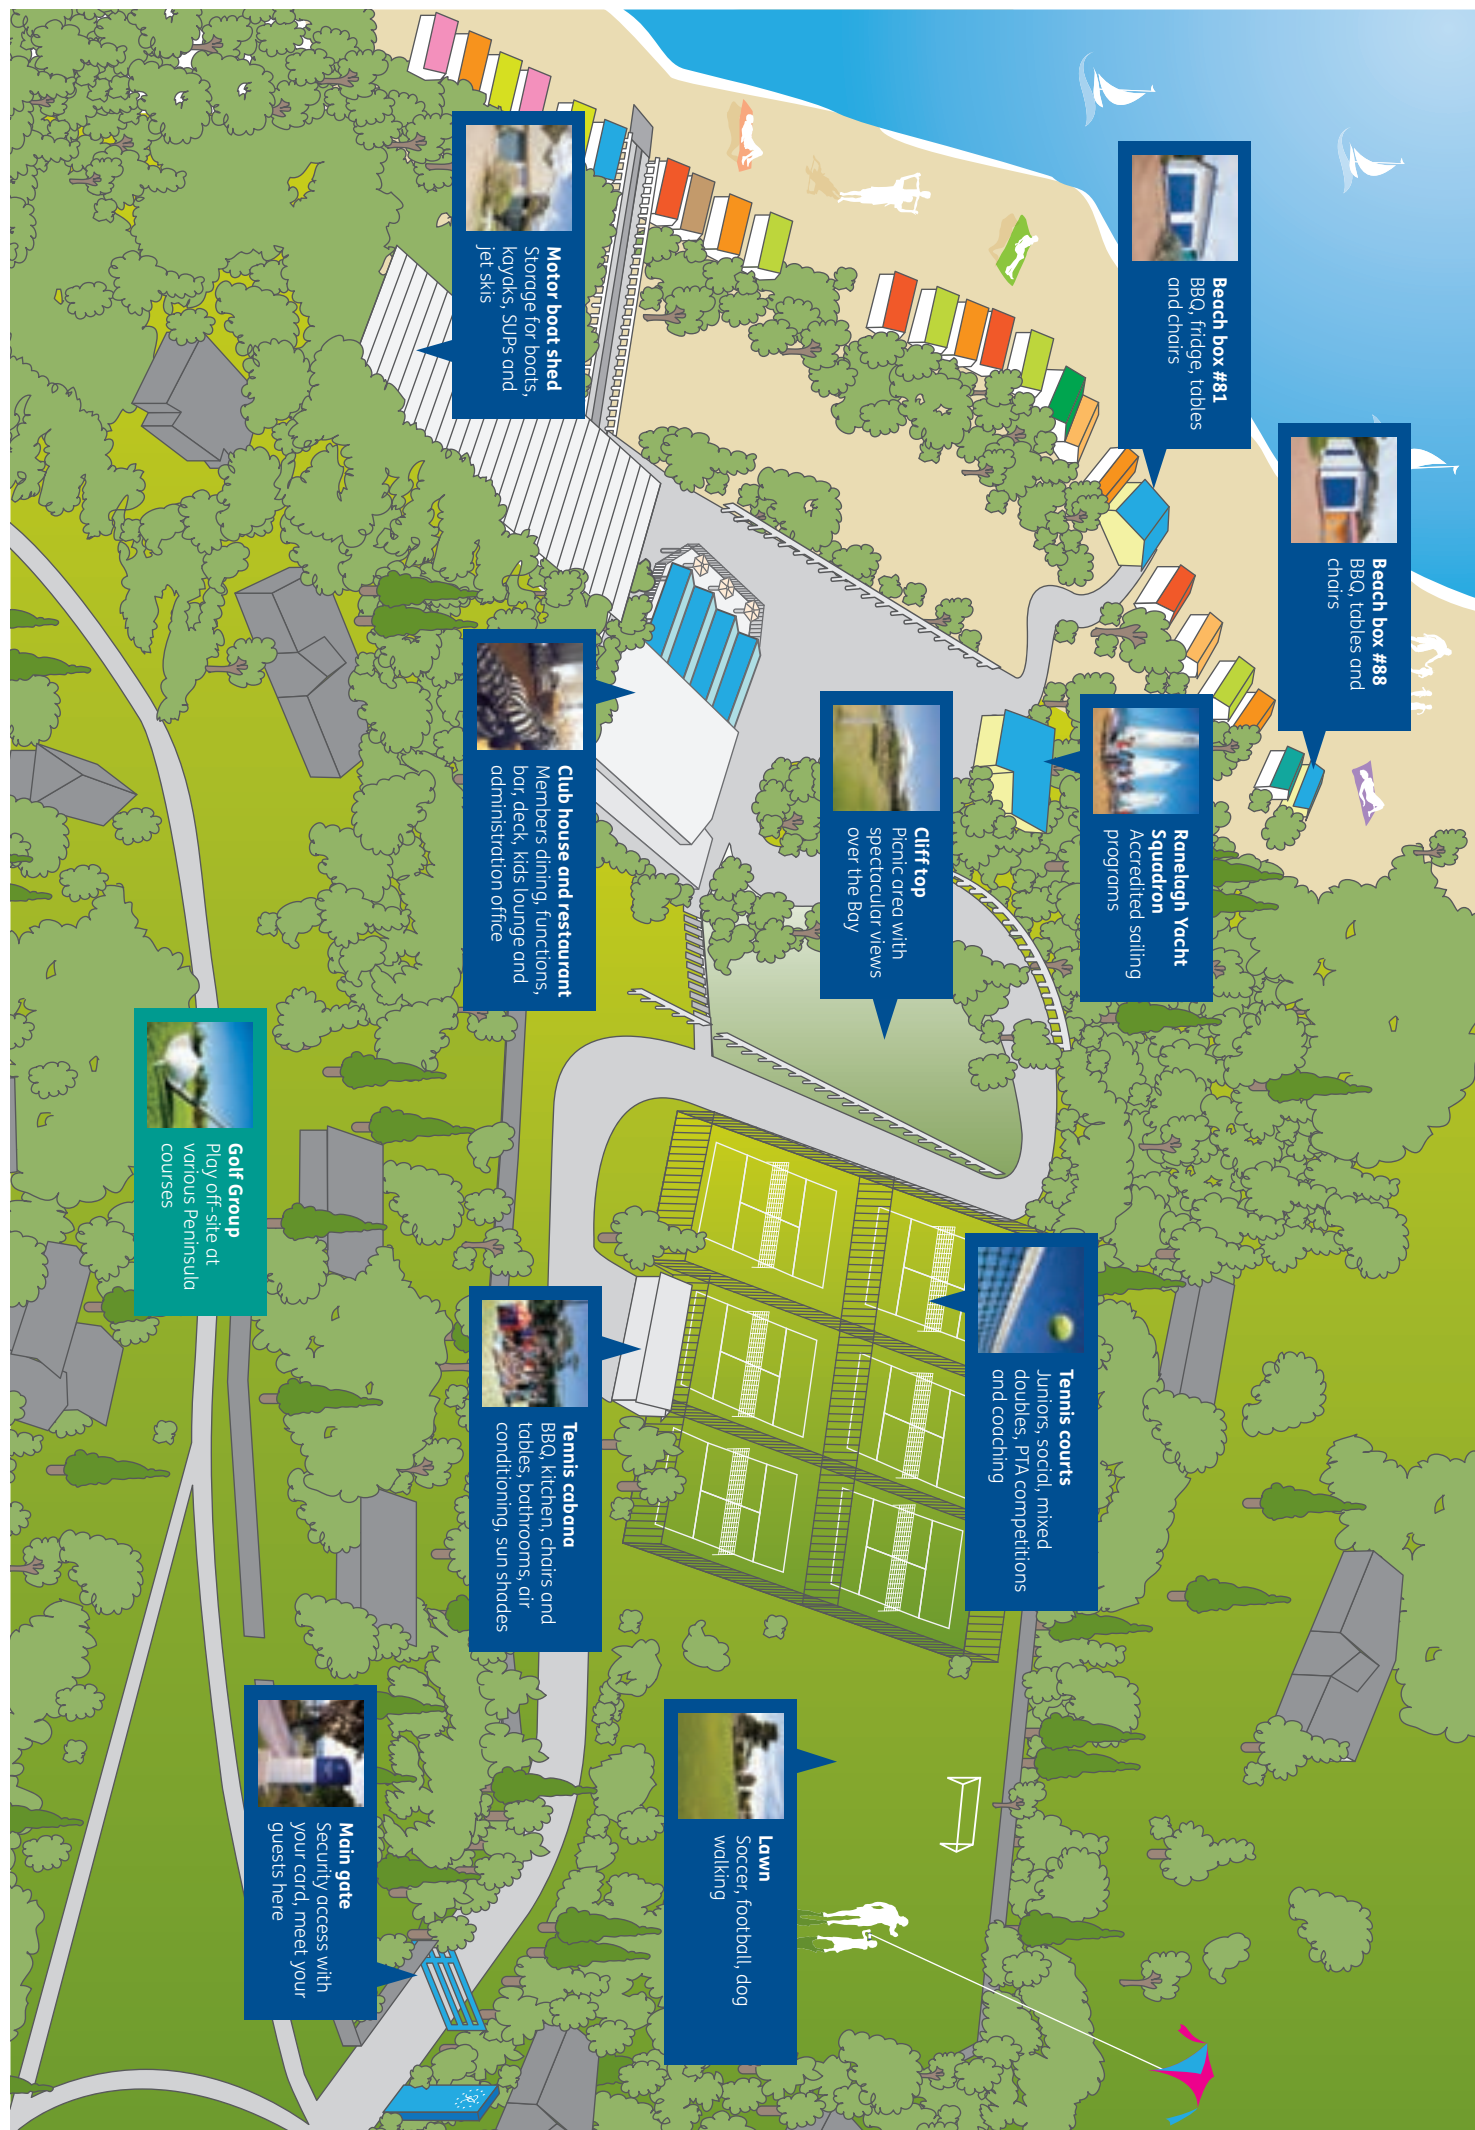 Beach box #88
BBQ, tables and
chairs
Beach box #81
BBQ, fridge, tables
and chairs
Ranelagh Yacht
Squadron
Accredited sailing
programs
Tennis courts
Juniors, social, mixed
doubles, PTA competitions
and coaching
Cliff top
Picnic area with
spectacular views
over the Bay
Lawn
Soccer, football, dog
walking
Motor boat shed
Storage for boats,
kayaks, SUPs and
jet skis
Club house and restaurant
Members dining, functions,
bar, deck, kids lounge and
administration office
Tennis cabana
BBQ, kitchen, chairs and
tables, bathrooms, air
conditioning, sun shades
Main gate
Security access with
your card, meet your
guests here
Golf Group
Play off-site at
various Peninsula
courses